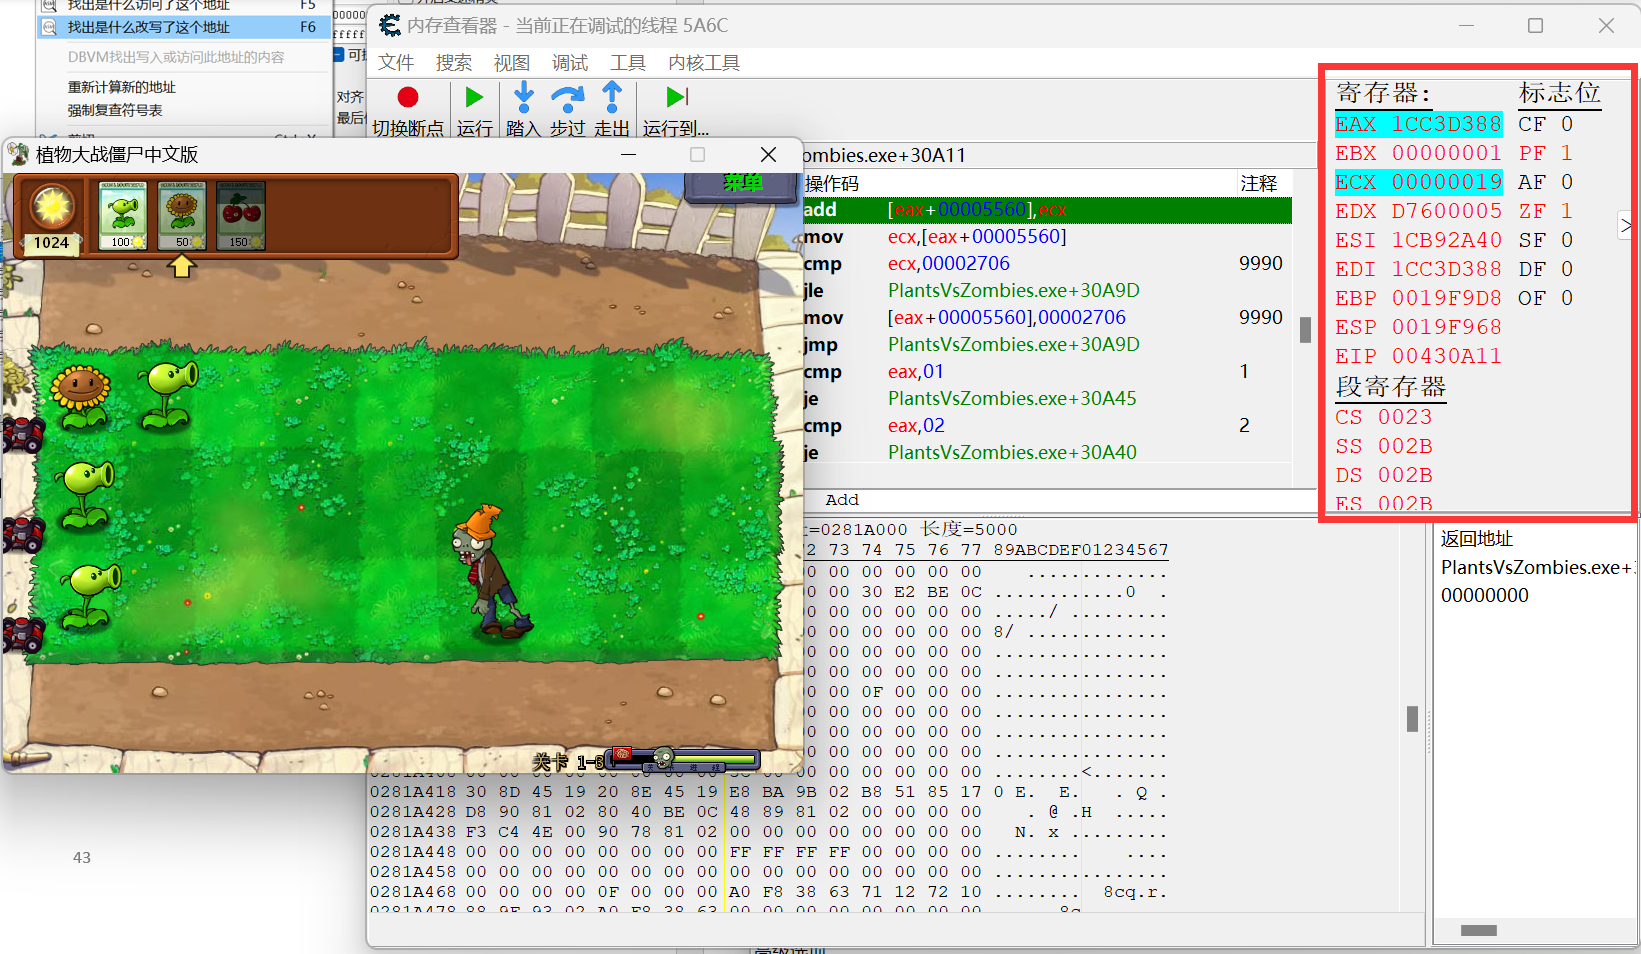 找出是什么访问了这个地址 F5
找出是什么改写了这个地址 F6
DBVM找出写入或访问此地址的内容
重新计算新的地址
强制复查符号表
对齐
内存查看器 - 当前正在调试的线程 5A6C
文件 搜索 视图 调试 工具 内核工具
切换断点 运行 踏入 步过 走出 运行到...
ombies.exe+30A11
操作码 注释
add [eax+00005560],ecx
mov ecx,[eax+00005560]
cmp ecx,00002706 9990
jle PlantsVsZombies.exe+30A9D
mov [eax+00005560],00002706 9990
jmp PlantsVsZombies.exe+30A9D
cmp eax,01 1
je PlantsVsZombies.exe+30A45
cmp eax,02 2
je PlantsVsZombies.exe+30A40
Add
寄存器: 标志位
EAX 1CC3D388 CF 0
EBX 00000001 PF 1
ECX 00000019 AF 0
EDX D7600005 ZF 1
ESI 1CB92A40 SF 0
EDI 1CC3D388 DF 0
EBP 0019F9D8 OF 0
ESP 0019F968
EIP 00430A11
段寄存器
CS 0023
SS 002B
DS 002B
ES 002B
>
植物大战僵尸中文版
菜单
1024
100
50
150
关卡 1-3
=0281A000 长度=5000
2 73 74 75 76 77 89ABCDEF01234567
00 00 00 00 00 .............
00 30 E2 BE 0C ............0 .
00 00 00 00 00 ...../ .........
00 00 00 00 00 8/ .............
00 00 00 00 00 ................
00 00 00 00 00 ................
00 0F 00 00 00 ................
00 00 00 00 00 ................
00 00 00 00 00 ................
00 00 00 00 00 ................
00 00 00 00 00 ........<.......
0281A418 30 8D 45 19 20 8E 45 19 E8 BA 9B 02 B8 51 85 17 0 E. E. . Q .
0281A428 D8 90 81 02 80 40 BE 0C 48 89 81 02 00 00 00 00 . @ .H .....
0281A438 F3 C4 4E 00 90 78 81 02 00 00 00 00 00 00 00 00 N. x .........
0281A448 00 00 00 00 00 00 00 00 FF FF FF FF 00 00 00 00 ........ ....
0281A458 00 00 00 00 00 00 00 00 00 00 00 00 00 00 00 00 ................
0281A468 00 00 00 00 0F 00 00 00 A0 F8 38 63 71 12 72 10 ........ 8cq.r.
返回地址
PlantsVsZombies.exe+
00000000
43